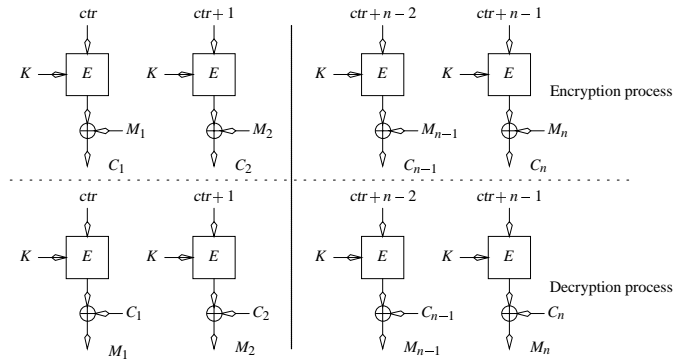 ctr ctr + 1 ctr + n − 2 ctr + n − 1
K E K E K E K E
Encryption process
M1 M2 Mn−1 Mn
C1 C2 Cn−1 Cn
ctr ctr + 1 ctr + n − 2 ctr + n − 1
K E K E K E K E
Decryption process
C1 C2 Cn−1 Cn
M1 M2 Mn−1 Mn